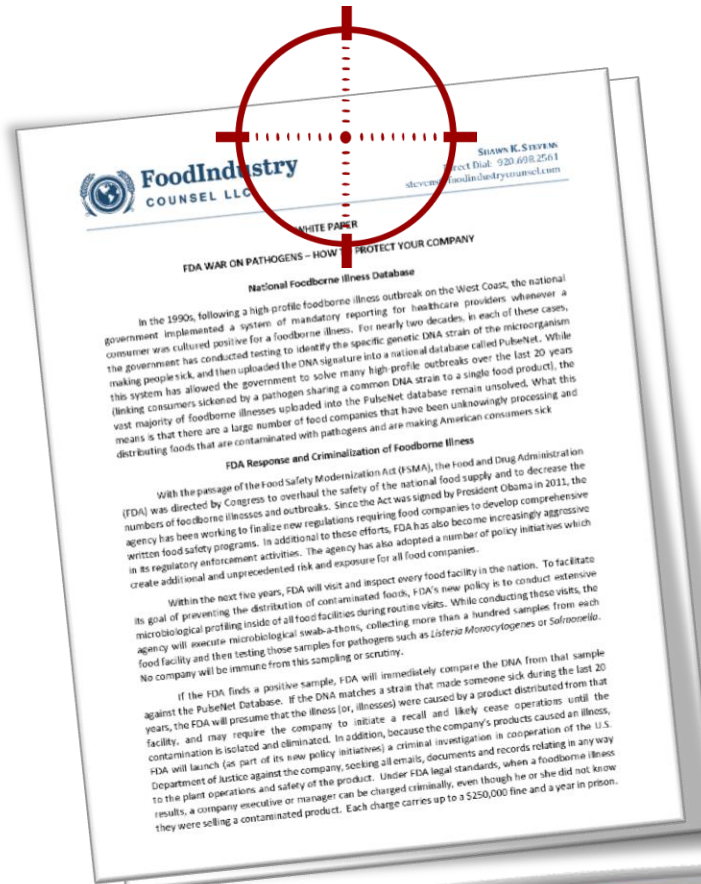 FoodIndustry
COUNSEL LLC
SHAWN K. STEVENS
Direct Dial: 920.698.2561
stevens@foodindustrycounsel.com
WHITE PAPER
FDA WAR ON PATHOGENS – HOW TO PROTECT YOUR COMPANY
National Foodborne Illness Database
In the 1990s, following a high-profile foodborne illness outbreak on the West Coast, the national
government implemented a system of mandatory reporting for healthcare providers whenever a
consumer was cultured positive for a foodborne illness. For nearly two decades, in each of these cases,
the government has conducted testing to identify the specific genetic DNA strain of the microorganism
making people sick, and then uploaded the DNA signature into a national database called PulseNet. While
this system has allowed the government to solve many high-profile outbreaks over the last 20 years
(linking consumers sickened by a pathogen sharing a common DNA strain to a single food product), the
vast majority of foodborne illnesses uploaded into the PulseNet database remain unsolved. What this
means is that there are a large number of food companies that have been unknowingly processing and
distributing foods that are contaminated with pathogens and are making American consumers sick
FDA Response and Criminalization of Foodborne Illness
With the passage of the Food Safety Modernization Act (FSMA), the Food and Drug Administration
(FDA) was directed by Congress to overhaul the safety of the national food supply and to decrease the
numbers of foodborne illnesses and outbreaks. Since the Act was signed by President Obama in 2011, the
agency has been working to finalize new regulations requiring food companies to develop comprehensive
written food safety programs. In additional to these efforts, FDA has also become increasingly aggressive
in its regulatory enforcement activities. The agency has also adopted a number of policy initiatives which
create additional and unprecedented risk and exposure for all food companies.
Within the next five years, FDA will visit and inspect every food facility in the nation. To facilitate
its goal of preventing the distribution of contaminated foods, FDA's new policy is to conduct extensive
microbiological profiling inside of all food facilities during routine visits. While conducting these visits, the
agency will execute microbiological swab-a-thons, collecting more than a hundred samples from each
food facility and then testing those samples for pathogens such as Listeria Monocytogenes or Salmonella.
No company will be immune from this sampling or scrutiny.
If the FDA finds a positive sample, FDA will immediately compare the DNA from that sample
against the PulseNet Database. If the DNA matches a strain that made someone sick during the last 20
years, the FDA will presume that the illness (or, illnesses) were caused by a product distributed from that
facility, and may require the company to initiate a recall and likely cease operations until the
contamination is isolated and eliminated. In addition, because the company's products caused an illness,
FDA will launch (as part of its new policy initiatives) a criminal investigation in cooperation of the U.S.
Department of Justice against the company, seeking all emails, documents and records relating in any way
to the plant operations and safety of the product. Under FDA legal standards, when a foodborne illness
results, a company executive or manager can be charged criminally, even though he or she did not know
they were selling a contaminated product. Each charge carries up to a $250,000 fine and a year in prison.